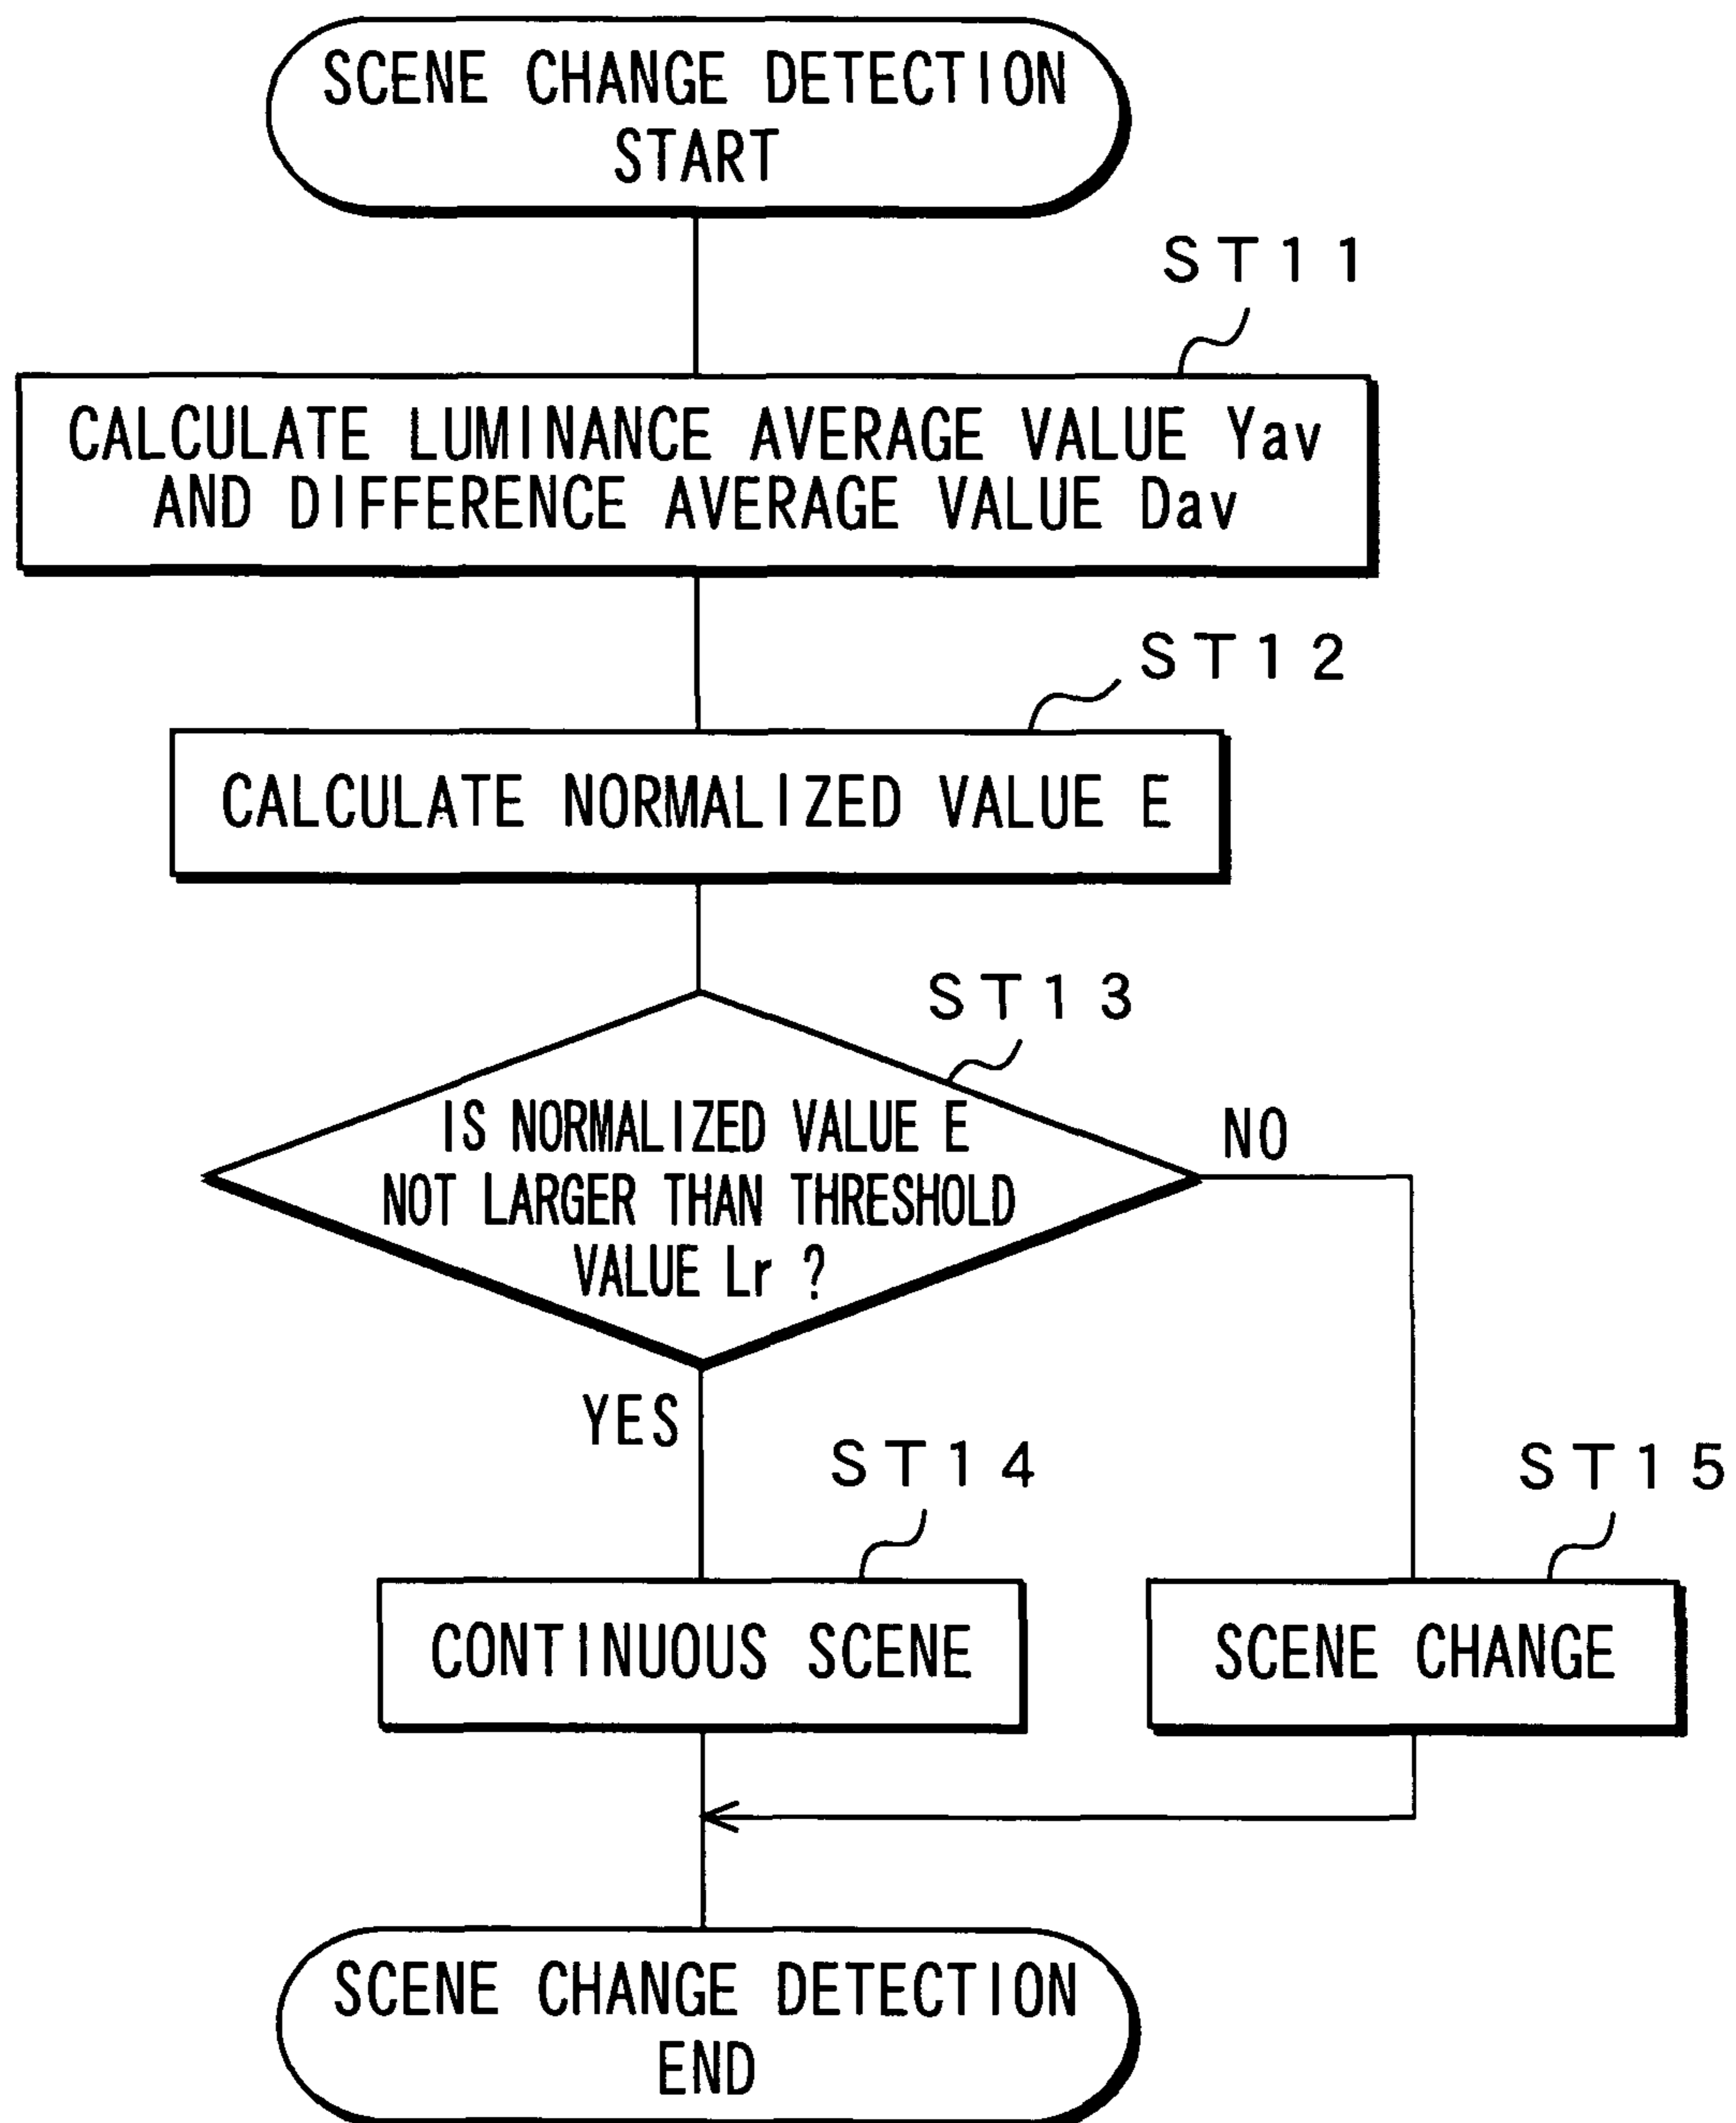 SCENE CHANGE DETECTION
START
ST11
CALCULATE LUMINANCE AVERAGE VALUE Yav
AND DIFFERENCE AVERAGE VALUE Dav
ST12
CALCULATE NORMALIZED VALUE E
ST13
IS NORMALIZED VALUE E
NOT LARGER THAN THRESHOLD
VALUE Lr ?
NO
YES
ST14
ST15
CONTINUOUS SCENE
SCENE CHANGE
SCENE CHANGE DETECTION
END